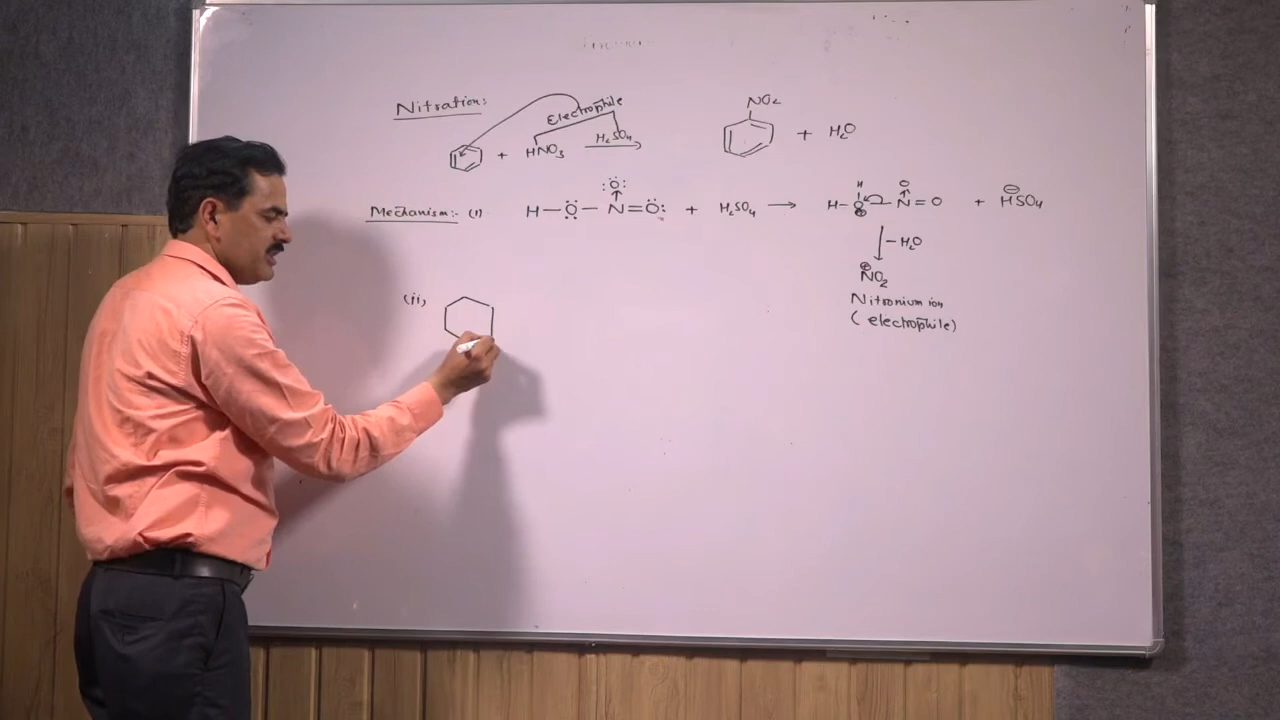 Nitration:
Electrophile
+ HNO3 H2SO4 → NO2 + H2O
Mechanism:- (i) H–Ö–N(→Ö:)=Ö: + H2SO4 → H–O⊕(H)–N(→O)=O + HSO4⊖
–H2O
⊕NO2
Nitronium ion
(electrophile)
(ii)